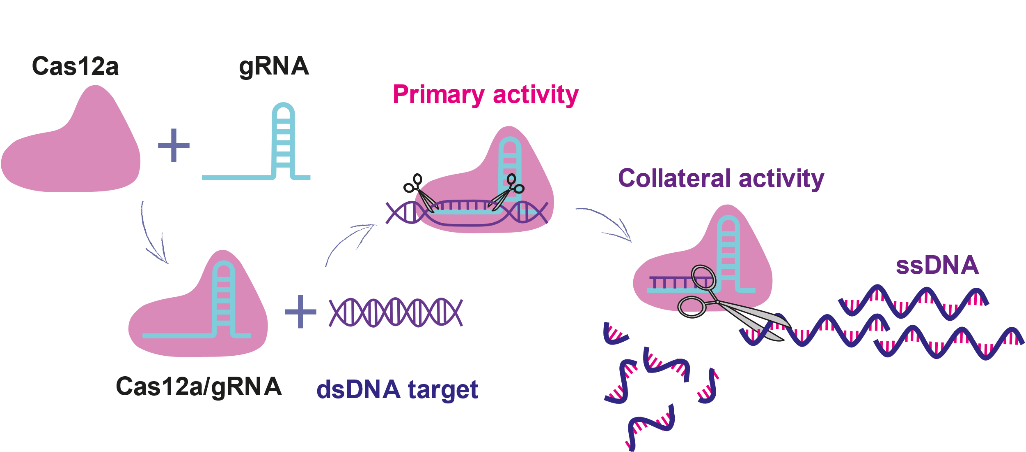 Cas12a
gRNA
Primary activity
Collateral activity
ssDNA
Cas12a/gRNA
dsDNA target